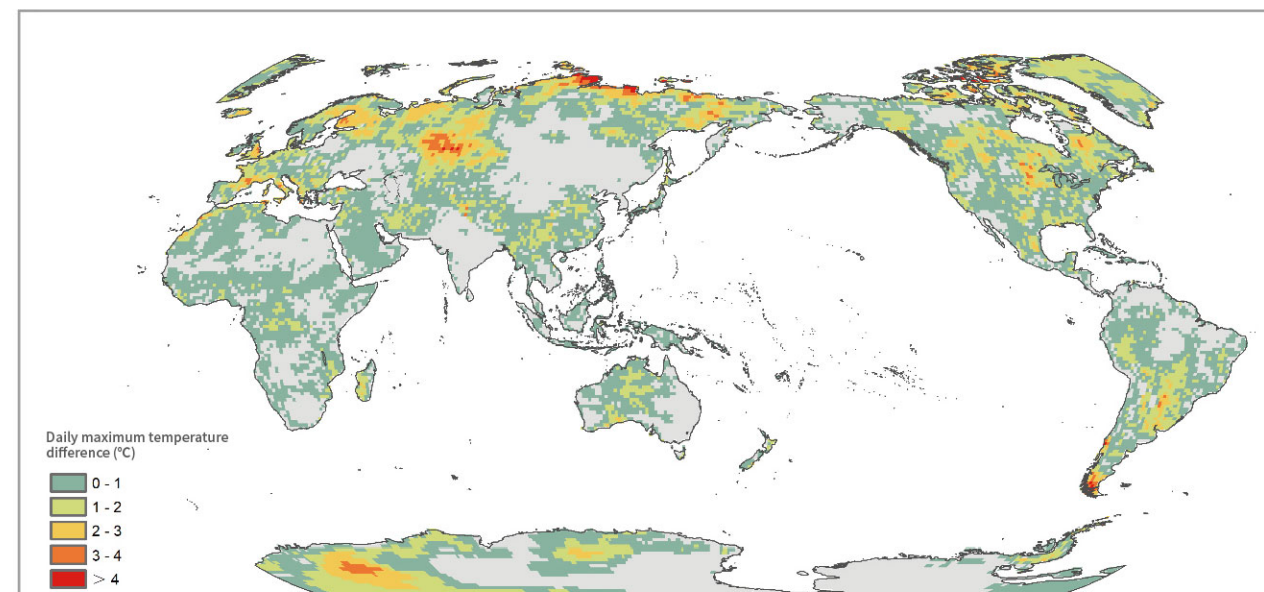 Daily maximum temperature
difference (°C)
0 - 1
1 - 2
2 - 3
3 - 4
> 4